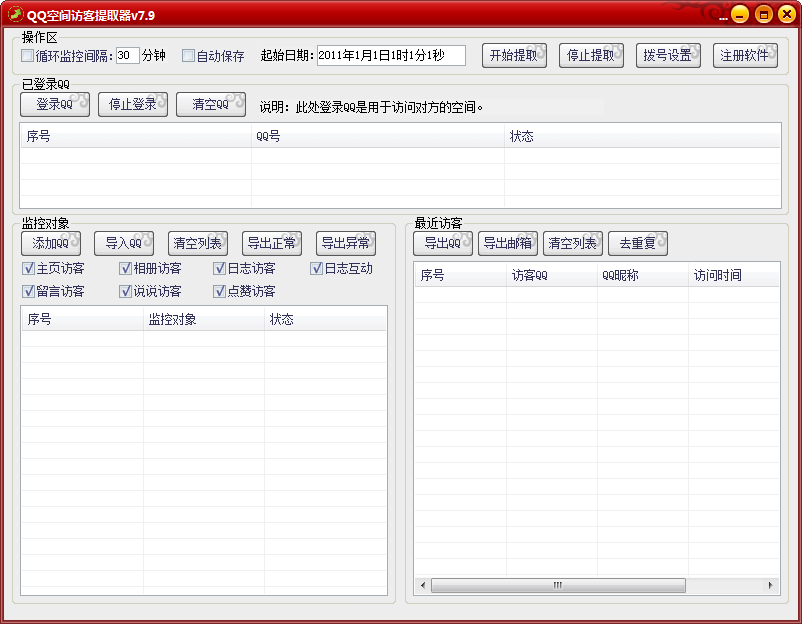 QQ空间访客提取器v7.9
操作区
循环监控间隔: 30 分钟 自动保存 起始日期: 2011年1月1日1时1分1秒 开始提取 停止提取 拨号设置 注册软件
已登录QQ
登录QQ 停止登录 清空QQ 说明：此处登录QQ是用于访问对方的空间。
序号 QQ号 状态
监控对象
添加QQ 导入QQ 清空列表 导出正常 导出异常
主页访客 相册访客 日志访客 日志互动
留言访客 说说访客 点赞访客
序号 监控对象 状态
最近访客
导出QQ 导出邮箱 清空列表 去重复
序号 访客QQ QQ昵称 访问时间